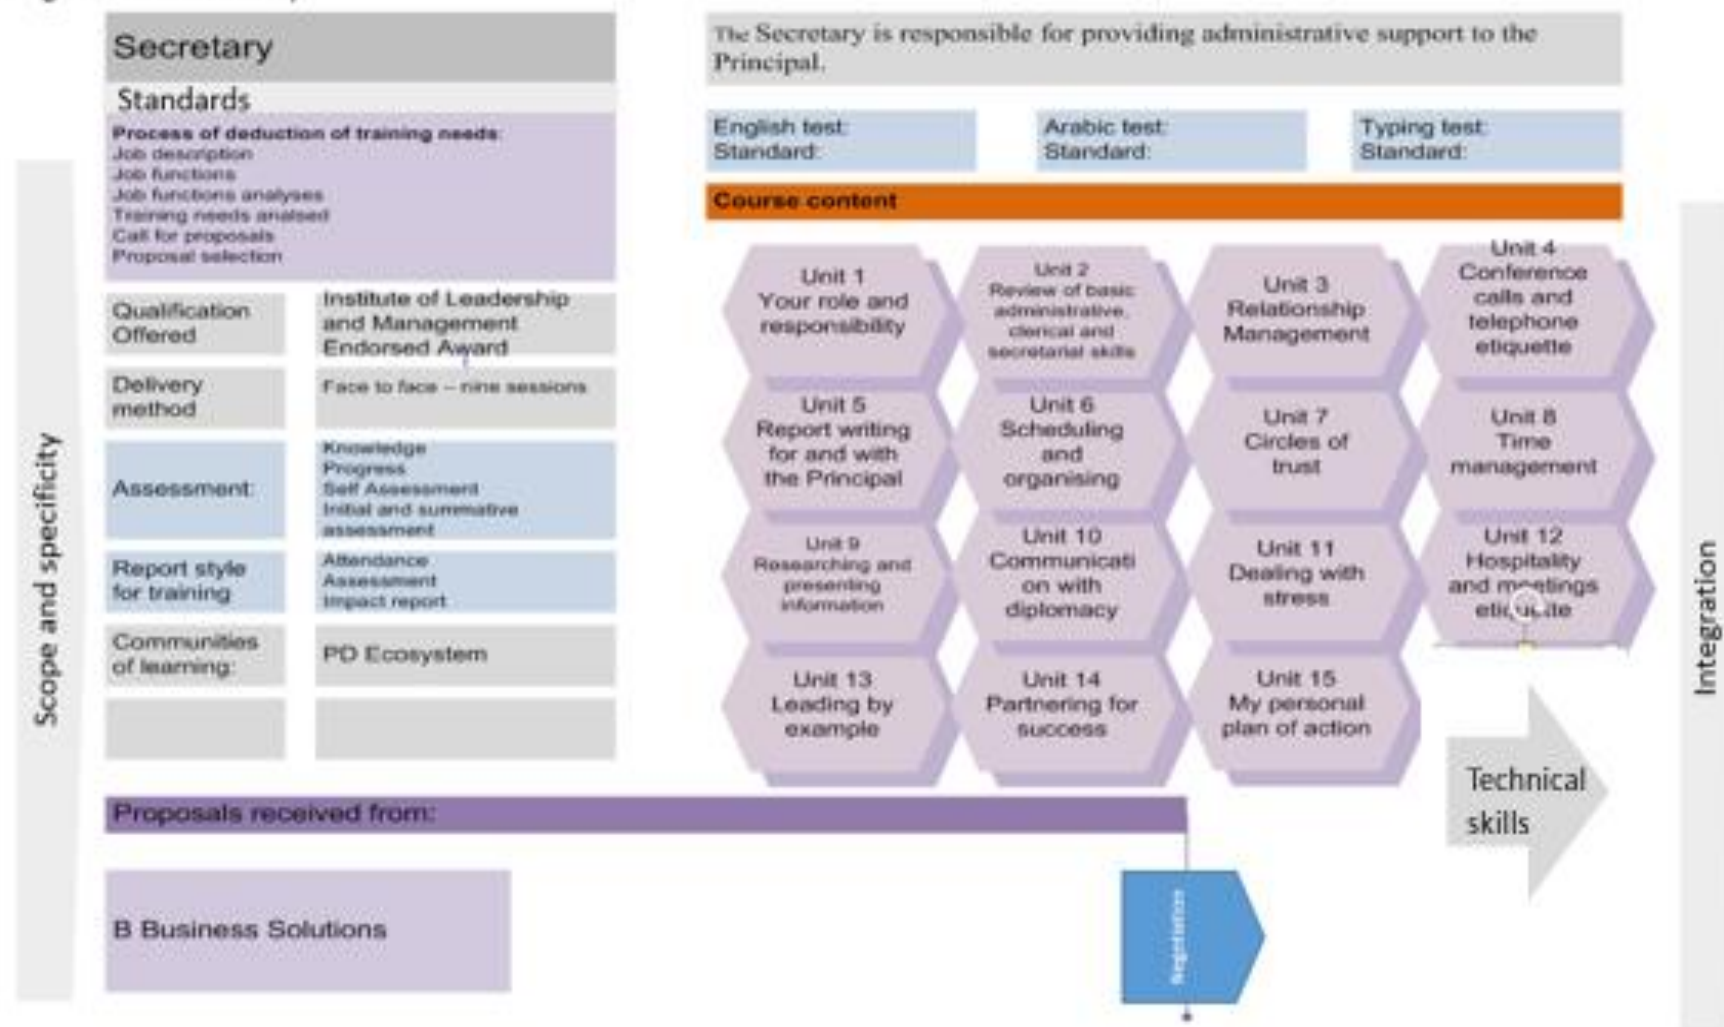 Secretary
Standards
Process of deduction of training needs:
Job description
Job functions
Job functions analyses
Training needs analsed
Call for proposals
Proposal selection
Qualification
Offered
Institute of Leadership
and Management
Endorsed Award
Delivery
method
Face to face – nine sessions
Assessment:
Knowledge
Progress
Self Assessment
Initial and summative
assessment
Report style
for training
Attendance
Assessment
Impact report
Communities
of learning:
PD Ecosystem
Scope and specificity
The Secretary is responsible for providing administrative support to the
Principal.
English test:
Standard:
Arabic test:
Standard:
Typing test:
Standard:
Course content
Unit 1
Your role and
responsibility
Unit 2
Review of basic
administrative,
clerical and
secretarial skills
Unit 3
Relationship
Management
Unit 4
Conference
calls and
telephone
etiquette
Unit 5
Report writing
for and with
the Principal
Unit 6
Scheduling
and
organising
Unit 7
Circles of
trust
Unit 8
Time
management
Unit 9
Researching and
presenting
information
Unit 10
Communicati
on with
diplomacy
Unit 11
Dealing with
stress
Unit 12
Hospitality
and meetings
etiquette
Unit 13
Leading by
example
Unit 14
Partnering for
success
Unit 15
My personal
plan of action
Technical
skills
Integration
Proposals received from:
B Business Solutions
Negotiation